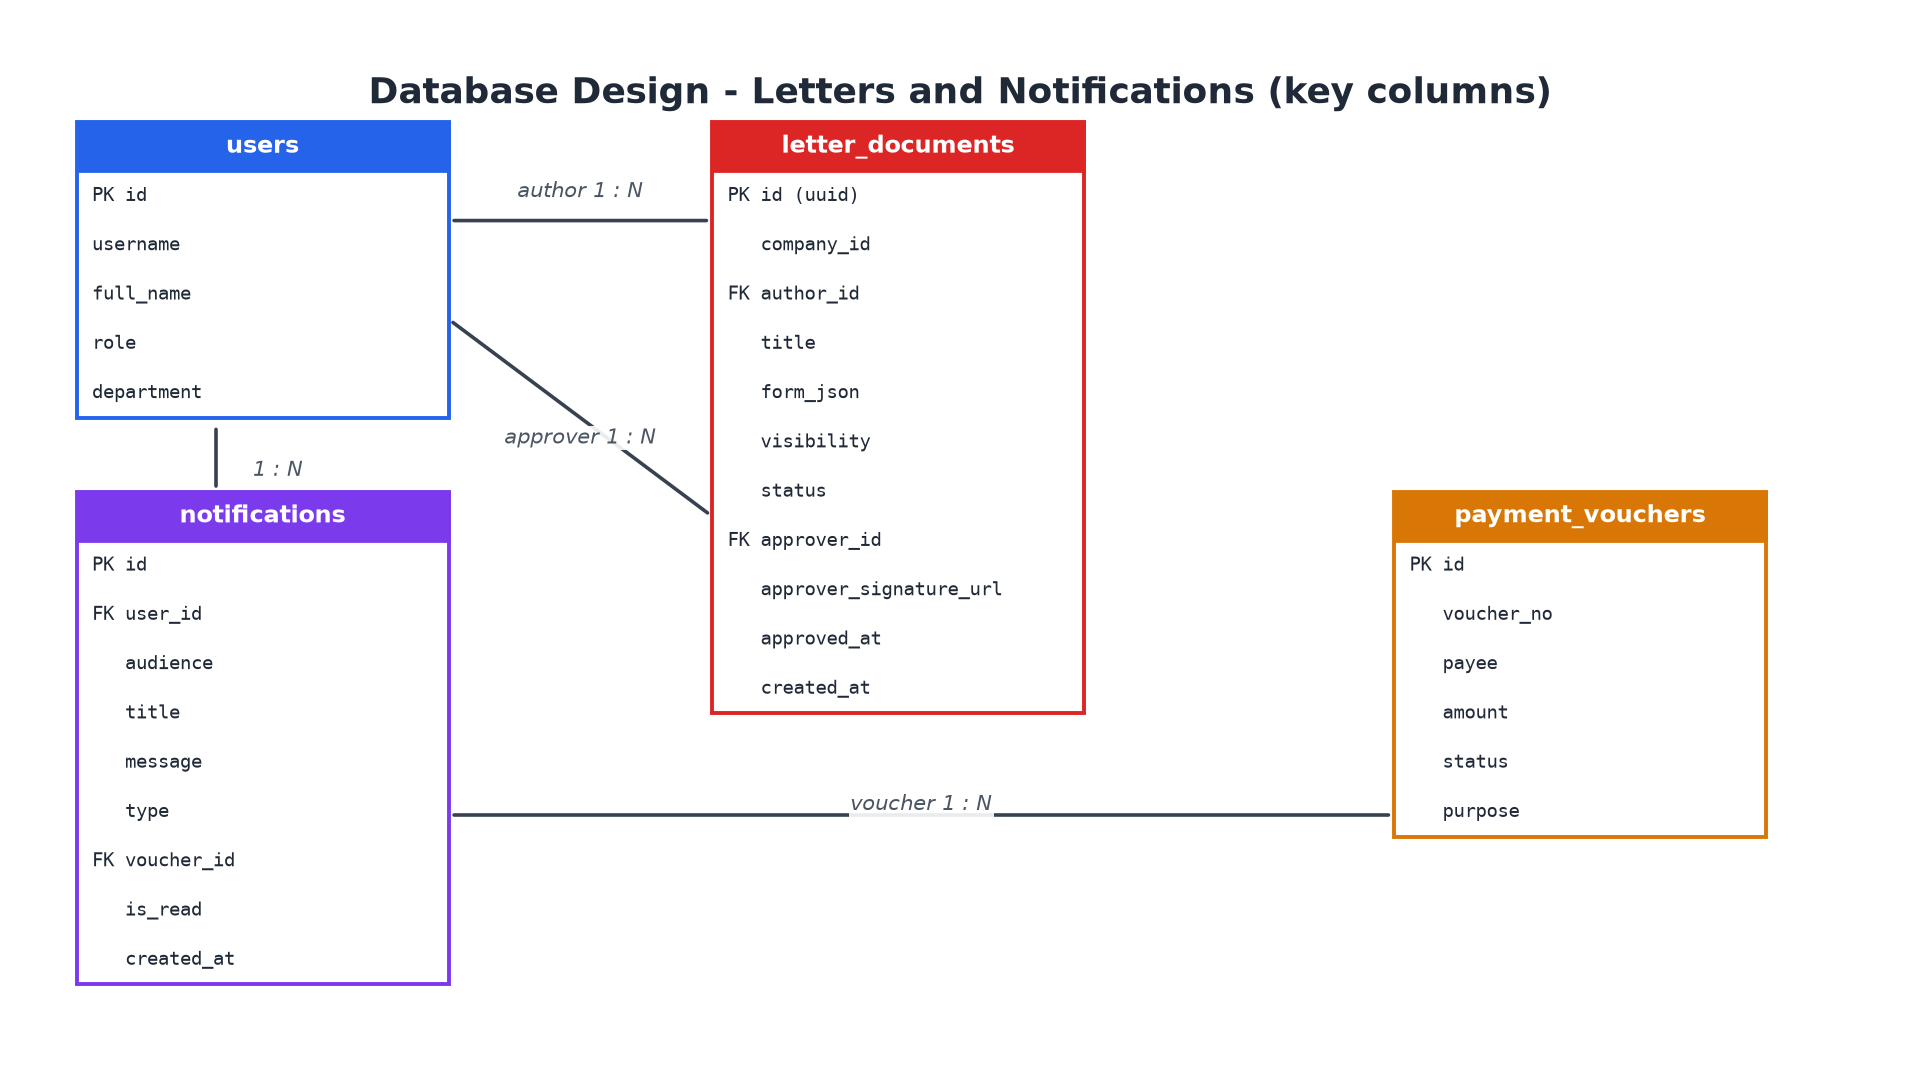 Database Design - Letters and Notifications (key columns)
users
PK id
username
full_name
role
department
author 1 : N
approver 1 : N
1 : N
letter_documents
PK id (uuid)
company_id
FK author_id
title
form_json
visibility
status
FK approver_id
approver_signature_url
approved_at
created_at
notifications
PK id
FK user_id
audience
title
message
type
FK voucher_id
is_read
created_at
voucher 1 : N
payment_vouchers
PK id
voucher_no
payee
amount
status
purpose